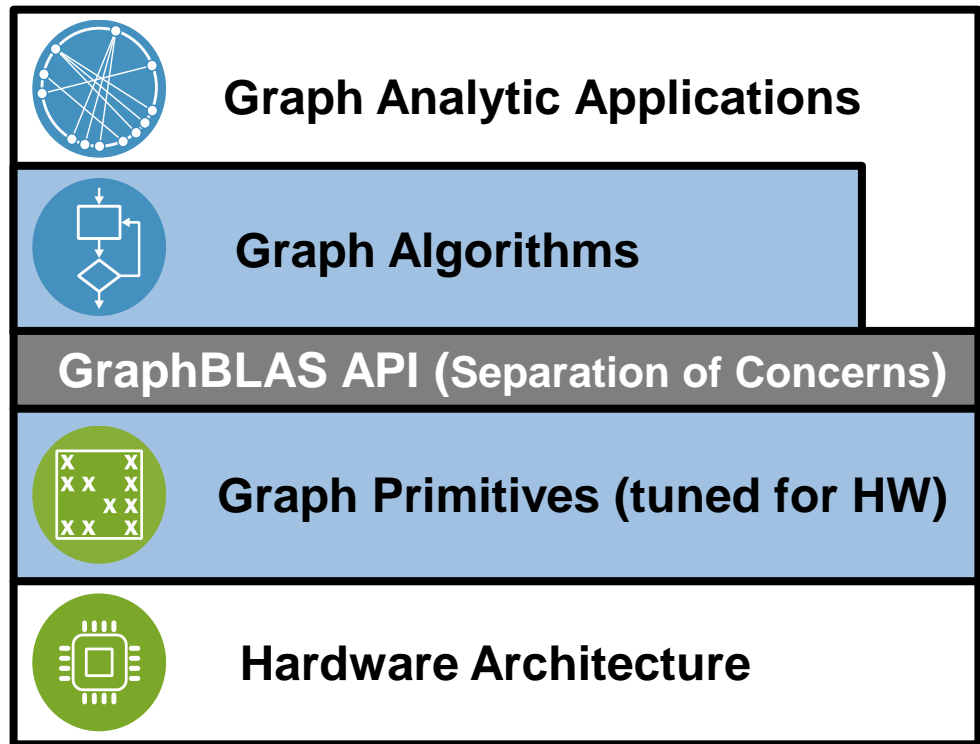 Graph Analytic Applications
Graph Algorithms
GraphBLAS API (Separation of Concerns)
X X
X X X
X X
X X X
Graph Primitives (tuned for HW)
Hardware Architecture